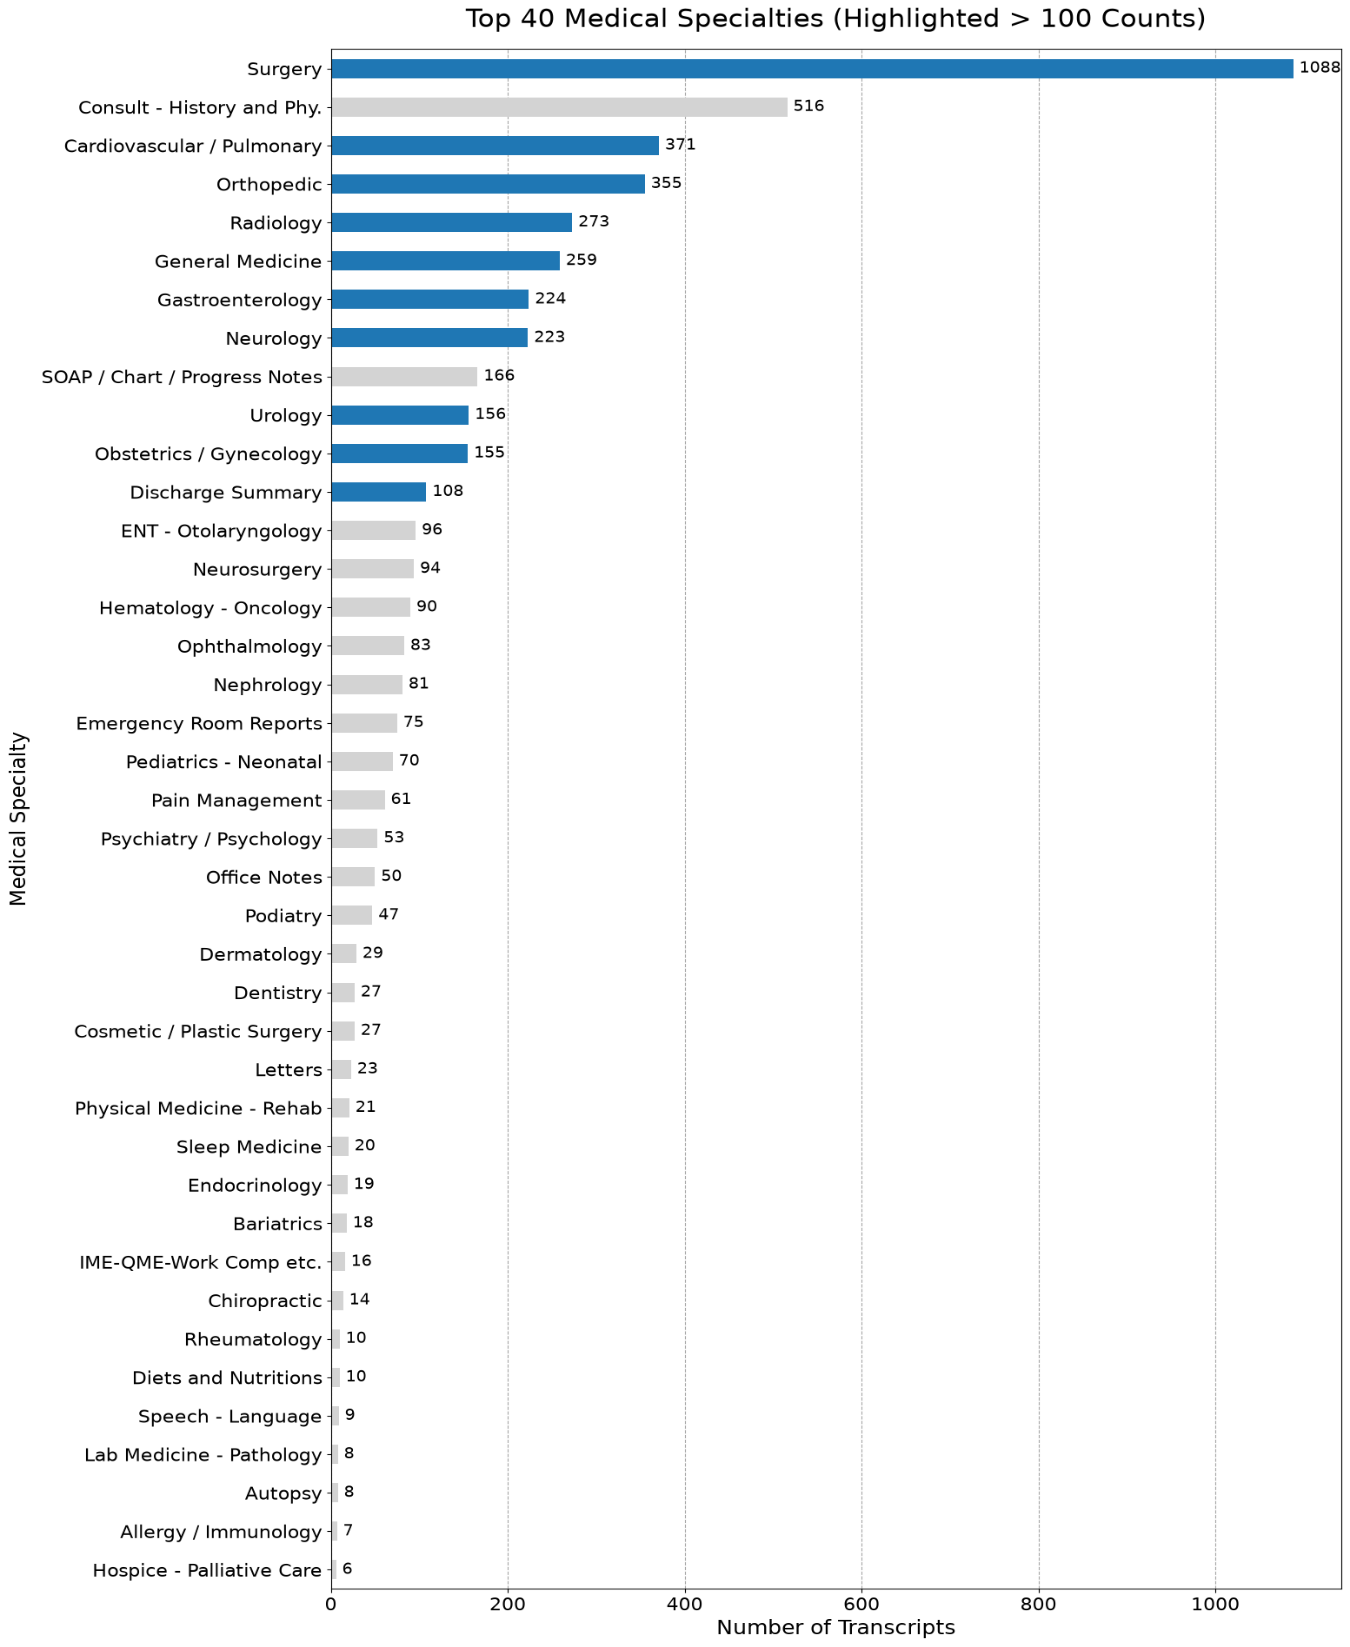 Top 40 Medical Specialties (Highlighted > 100 Counts)
Surgery 1088
Consult - History and Phy. 516
Cardiovascular / Pulmonary 371
Orthopedic 355
Radiology 273
General Medicine 259
Gastroenterology 224
Neurology 223
SOAP / Chart / Progress Notes 166
Urology 156
Obstetrics / Gynecology 155
Discharge Summary 108
ENT - Otolaryngology 96
Neurosurgery 94
Hematology - Oncology 90
Ophthalmology 83
Nephrology 81
Emergency Room Reports 75
Pediatrics - Neonatal 70
Pain Management 61
Psychiatry / Psychology 53
Office Notes 50
Podiatry 47
Dermatology 29
Dentistry 27
Cosmetic / Plastic Surgery 27
Letters 23
Physical Medicine - Rehab 21
Sleep Medicine 20
Endocrinology 19
Bariatrics 18
IME-QME-Work Comp etc. 16
Chiropractic 14
Rheumatology 10
Diets and Nutritions 10
Speech - Language 9
Lab Medicine - Pathology 8
Autopsy 8
Allergy / Immunology 7
Hospice - Palliative Care 6
0 200 400 600 800 1000
Number of Transcripts
Medical Specialty